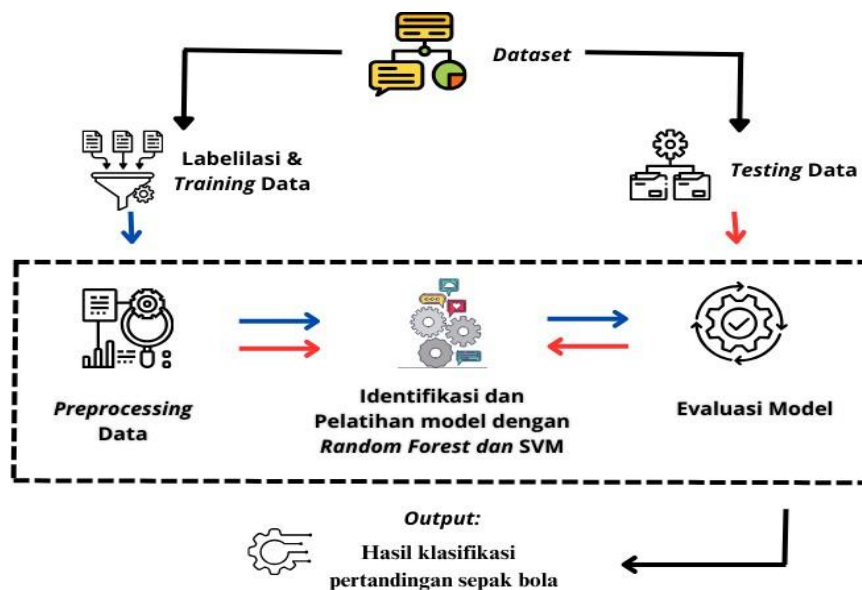 Dataset
Labelilasi &
Training Data
Testing Data
Preprocessing
Data
Identifikasi dan
Pelatihan model dengan
Random Forest dan SVM
Evaluasi Model
Output:
Hasil klasifikasi
pertandingan sepak bola